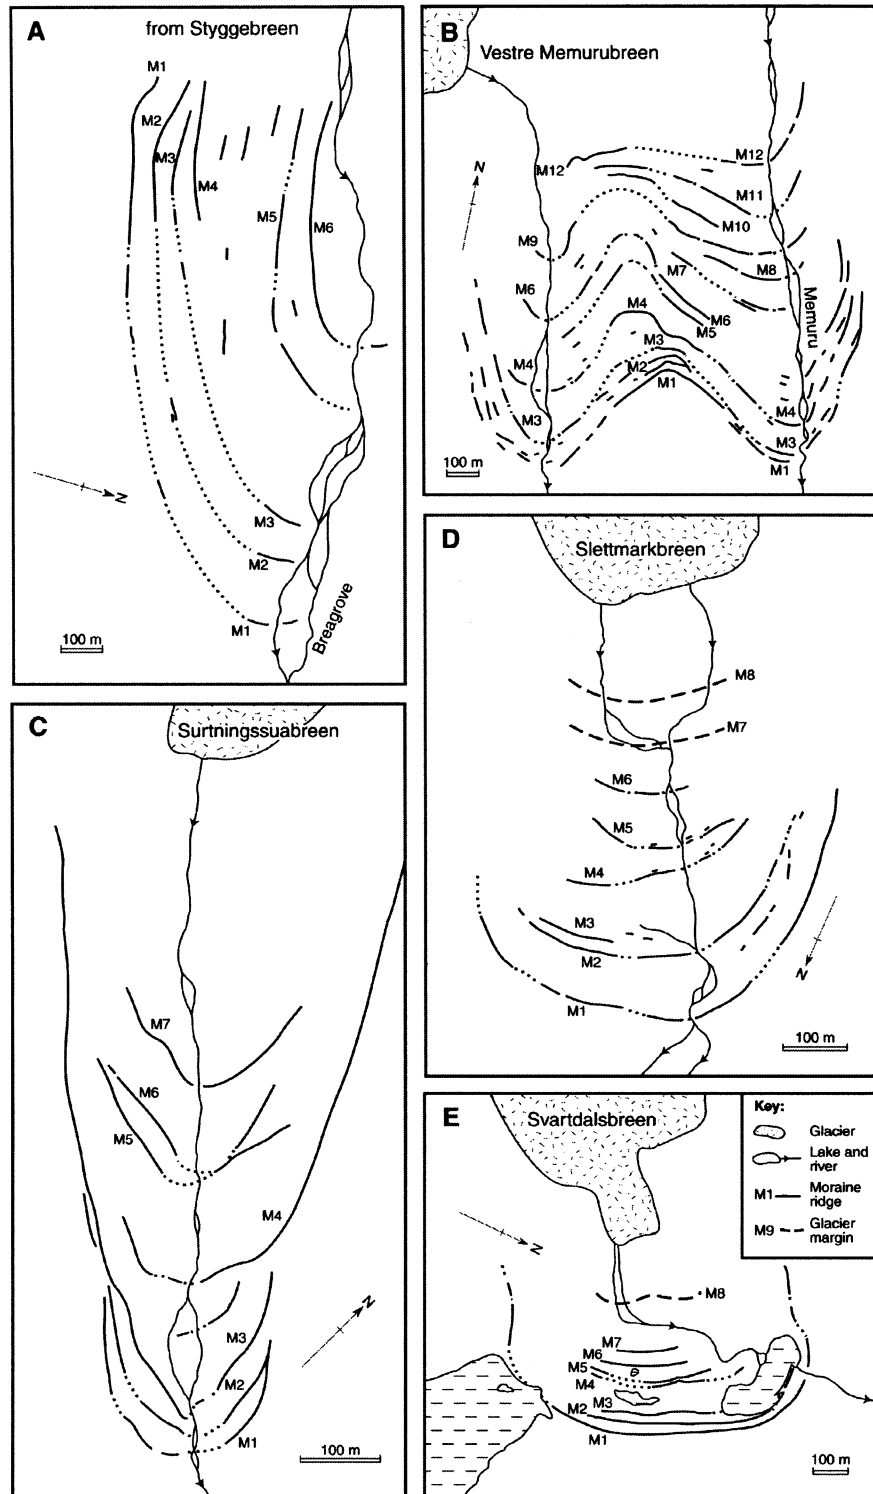 A
from Styggebreen
M1
M2
M3
M4
M5
M6
M3
M2
M1
N
100 m
Breagrove
B
Vestre Memurubreen
N
M12
M12
M11
M10
M9
M8
M7
M6
M6
M5
M4
M3
M4
M2
M1
M3
M4
M3
M1
Memuru
100 m
C
Surtningssuabreen
M7
M6
M5
M4
M3
M2
M1
N
100 m
D
Slettmarkbreen
M8
M7
M6
M5
M4
M3
M2
M1
N
100 m
E
Svartdalsbreen
N
M8
M7
M6
M5
M4
M3
M2
M1
100 m
Key:
Glacier
Lake and
river
M1 Moraine
ridge
M9 Glacier
margin